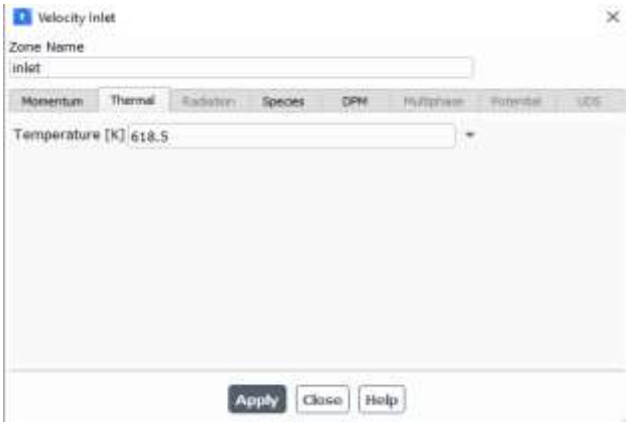 Velocity Inlet
Zone Name
inlet
Momentum Thermal Radiation Species DPM Multiphase Potential UDS
Temperature [K] 618.5
Apply Close Help